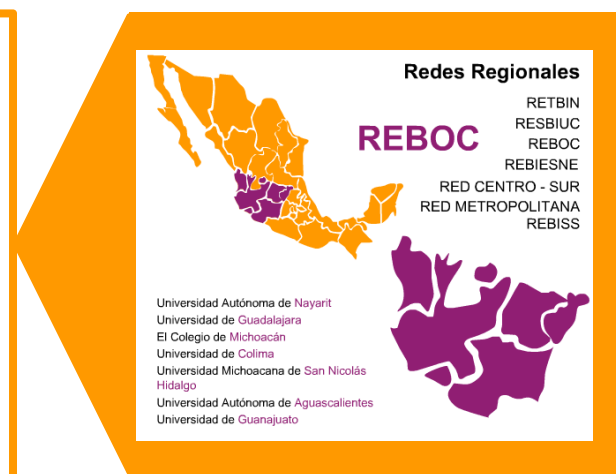 Redes Regionales
REBOC
RETBIN
RESBIUC
REBOC
REBIESNE
RED CENTRO - SUR
RED METROPOLITANA
REBISS
Universidad Autónoma de Nayarit
Universidad de Guadalajara
El Colegio de Michoacán
Universidad de Colima
Universidad Michoacana de San Nicolás
Hidalgo
Universidad Autónoma de Aguascalientes
Universidad de Guanajuato